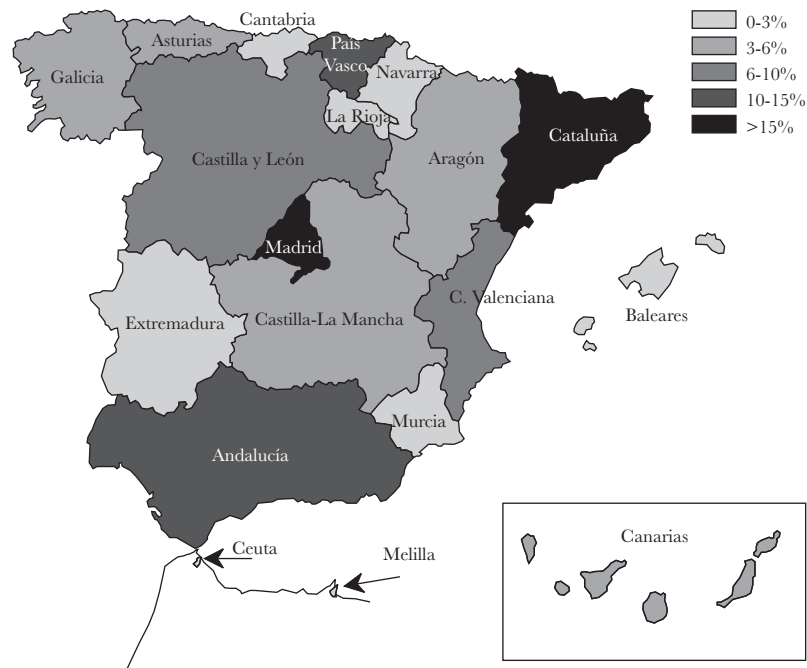 Cantabria
0-3%
Asturias
País
Vasco
3-6%
Galicia
Navarra
6-10%
10-15%
La Rioja
>15%
Cataluña
Castilla y León
Aragón
Madrid
C. Valenciana
Baleares
Extremadura
Castilla-La Mancha
Murcia
Andalucía
Canarias
Ceuta
Melilla